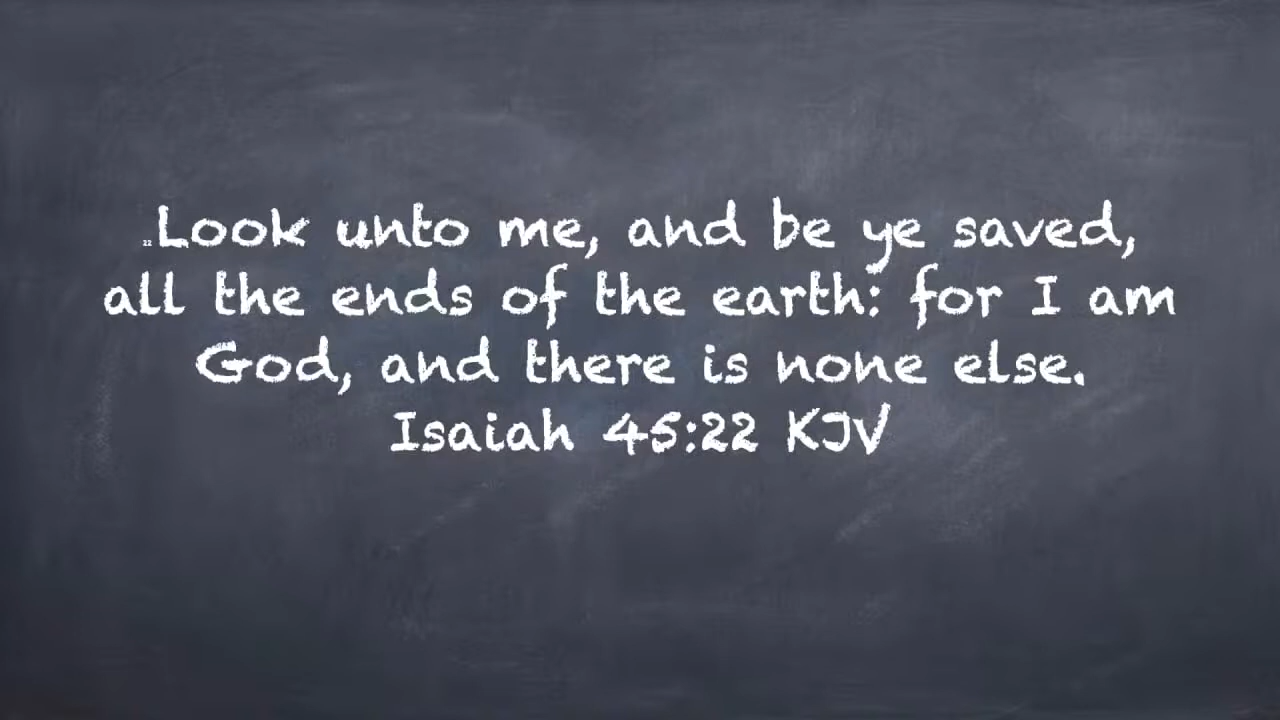 22 Look unto me, and be ye saved,
all the ends of the earth: for I am
God, and there is none else.
Isaiah 45:22 KJV